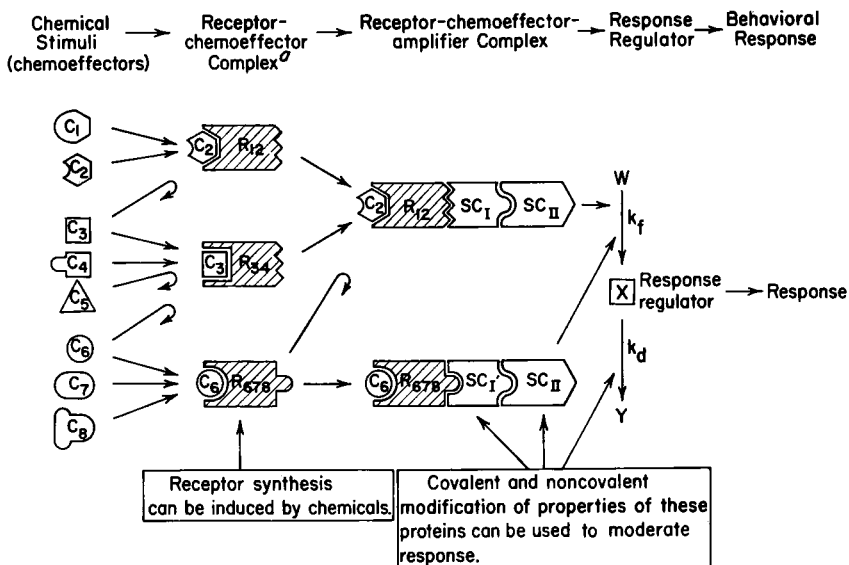 Chemical Stimuli (chemoeffectors)
Receptor-chemoeffector Complex a
Receptor-chemoeffector-amplifier Complex
Response Regulator
Behavioral Response
C1
C2
C3
C4
C5
C6
C7
C8
C2 R12
C3 R34
C6 R678
C2 R12 SCI SCII
C6 R678 SCI' SCII
W
kf
X Response regulator
Response
kd
Y
Receptor synthesis
can be induced by chemicals.
Covalent and noncovalent
modification of properties of these
proteins can be used to moderate
response.